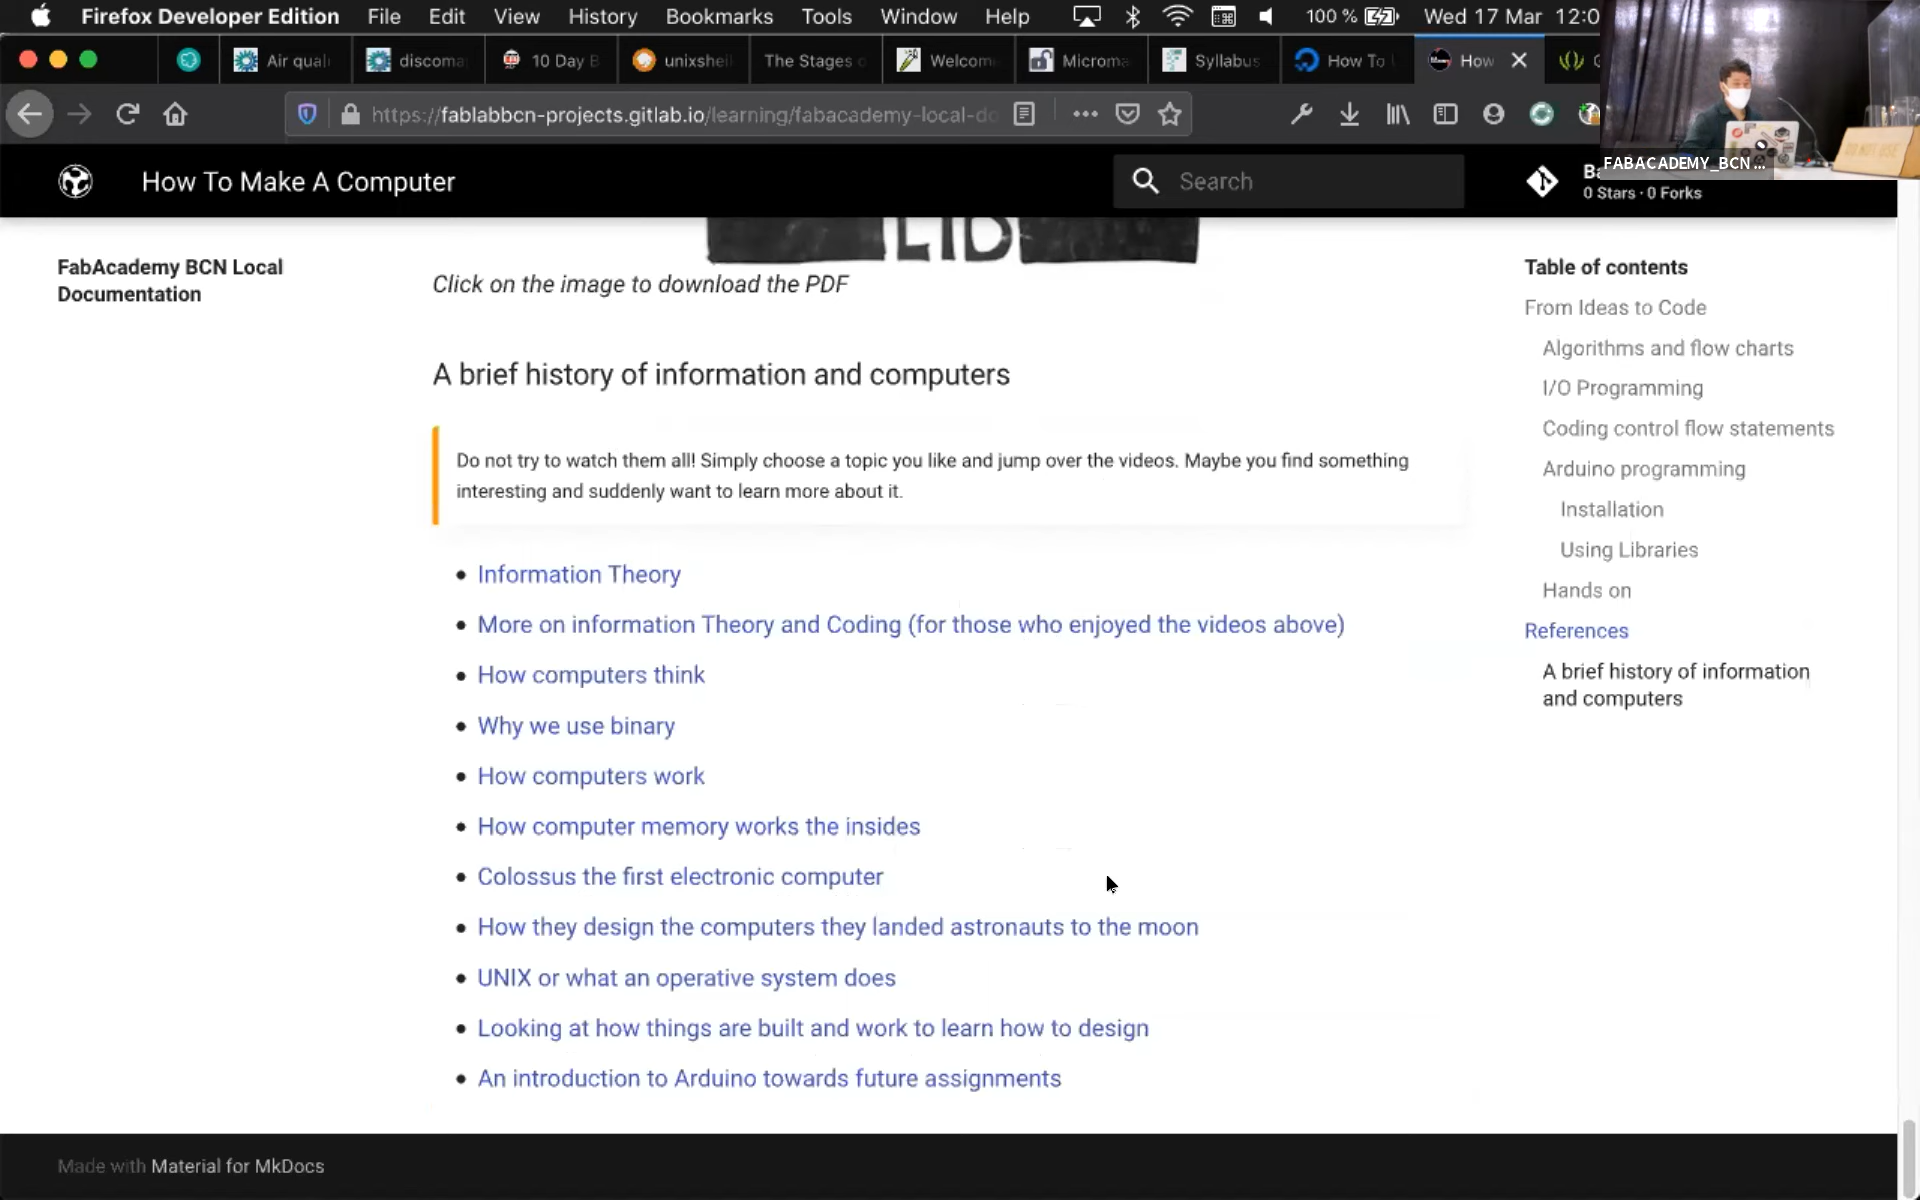 Firefox Developer Edition File Edit View History Bookmarks Tools Window Help 100 % Wed 17 Mar 12:0
Air quali discoma 10 Day B unixshell The Stages o Welcom Microma Syllabus How To How
https://fablabbcn-projects.gitlab.io/learning/fabacademy-local-do
FABACADEMY_BCN ...
How To Make A Computer
Search
Ba
0 Stars · 0 Forks
LIB
FabAcademy BCN Local
Documentation
Click on the image to download the PDF
A brief history of information and computers
Do not try to watch them all! Simply choose a topic you like and jump over the videos. Maybe you find something
interesting and suddenly want to learn more about it.
Information Theory
More on information Theory and Coding (for those who enjoyed the videos above)
How computers think
Why we use binary
How computers work
How computer memory works the insides
Colossus the first electronic computer
How they design the computers they landed astronauts to the moon
UNIX or what an operative system does
Looking at how things are built and work to learn how to design
An introduction to Arduino towards future assignments
Table of contents
From Ideas to Code
Algorithms and flow charts
I/O Programming
Coding control flow statements
Arduino programming
Installation
Using Libraries
Hands on
References
A brief history of information
and computers
Made with Material for MkDocs